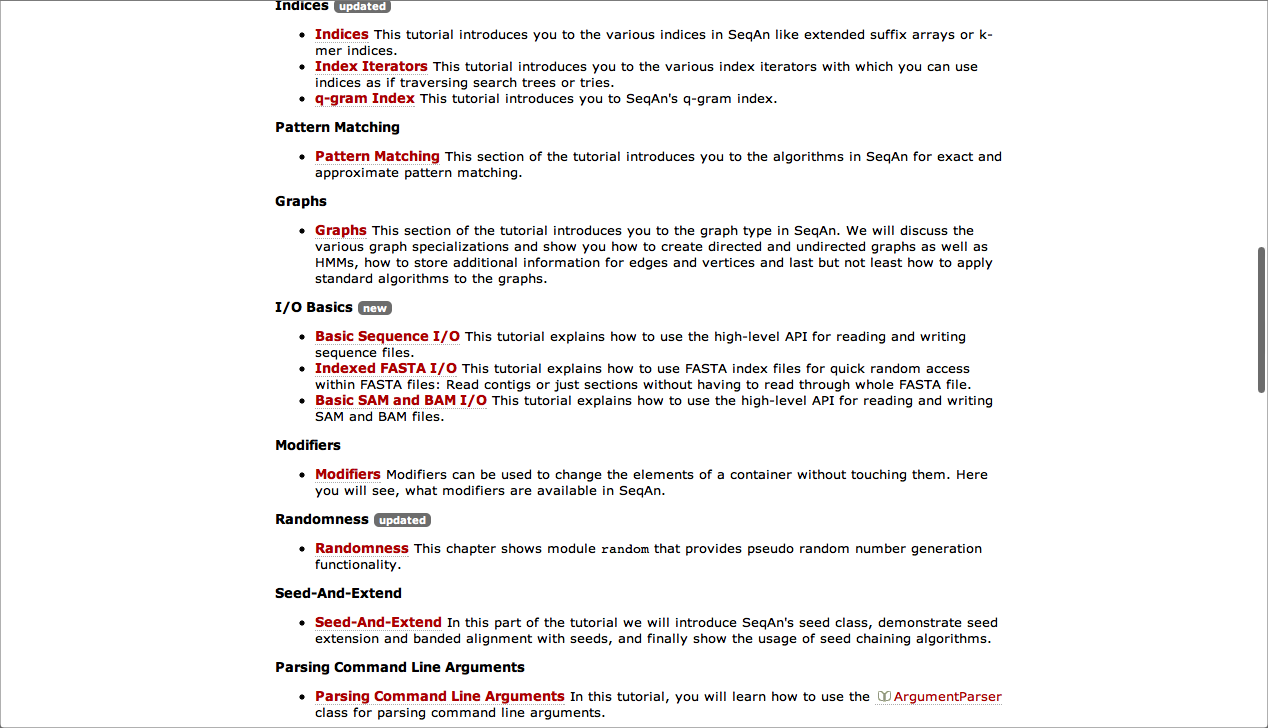 Indices updated
Indices This tutorial introduces you to the various indices in SeqAn like extended suffix arrays or k-
mer indices.
Index Iterators This tutorial introduces you to the various index iterators with which you can use
indices as if traversing search trees or tries.
q-gram Index This tutorial introduces you to SeqAn's q-gram index.
Pattern Matching
Pattern Matching This section of the tutorial introduces you to the algorithms in SeqAn for exact and
approximate pattern matching.
Graphs
Graphs This section of the tutorial introduces you to the graph type in SeqAn. We will discuss the
various graph specializations and show you how to create directed and undirected graphs as well as
HMMs, how to store additional information for edges and vertices and last but not least how to apply
standard algorithms to the graphs.
I/O Basics new
Basic Sequence I/O This tutorial explains how to use the high-level API for reading and writing
sequence files.
Indexed FASTA I/O This tutorial explains how to use FASTA index files for quick random access
within FASTA files: Read contigs or just sections without having to read through whole FASTA file.
Basic SAM and BAM I/O This tutorial explains how to use the high-level API for reading and writing
SAM and BAM files.
Modifiers
Modifiers Modifiers can be used to change the elements of a container without touching them. Here
you will see, what modifiers are available in SeqAn.
Randomness updated
Randomness This chapter shows module random that provides pseudo random number generation
functionality.
Seed-And-Extend
Seed-And-Extend In this part of the tutorial we will introduce SeqAn's seed class, demonstrate seed
extension and banded alignment with seeds, and finally show the usage of seed chaining algorithms.
Parsing Command Line Arguments
Parsing Command Line Arguments In this tutorial, you will learn how to use the ArgumentParser
class for parsing command line arguments.